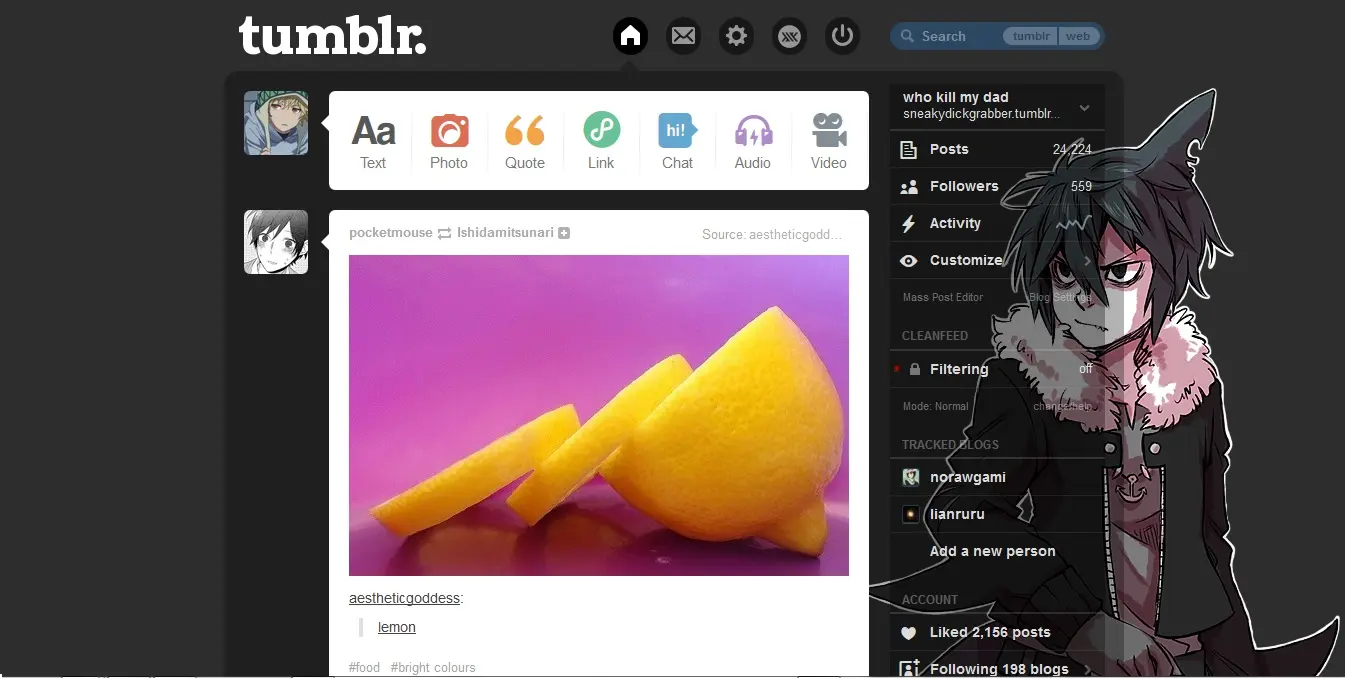 tumblr.
Search
tumblr
web
who kill my dad
sneakydickgrabber.tumblr...
Aa
hi!
Text
Photo
Quote
Link
Chat
Audio
Video
Posts
24,224
Followers
559
Activity
Customize
Mass Post Editor
Blog Settings
CLEANFEED
Filtering
off
Mode: Normal
change/help
TRACKED BLOGS
norawgami
lianruru
Add a new person
ACCOUNT
Liked 2,156 posts
Following 198 blogs
pocketmouse
Ishidamitsunari
Source: aestheticgodd...
aestheticgoddess:
lemon
#food #bright colours